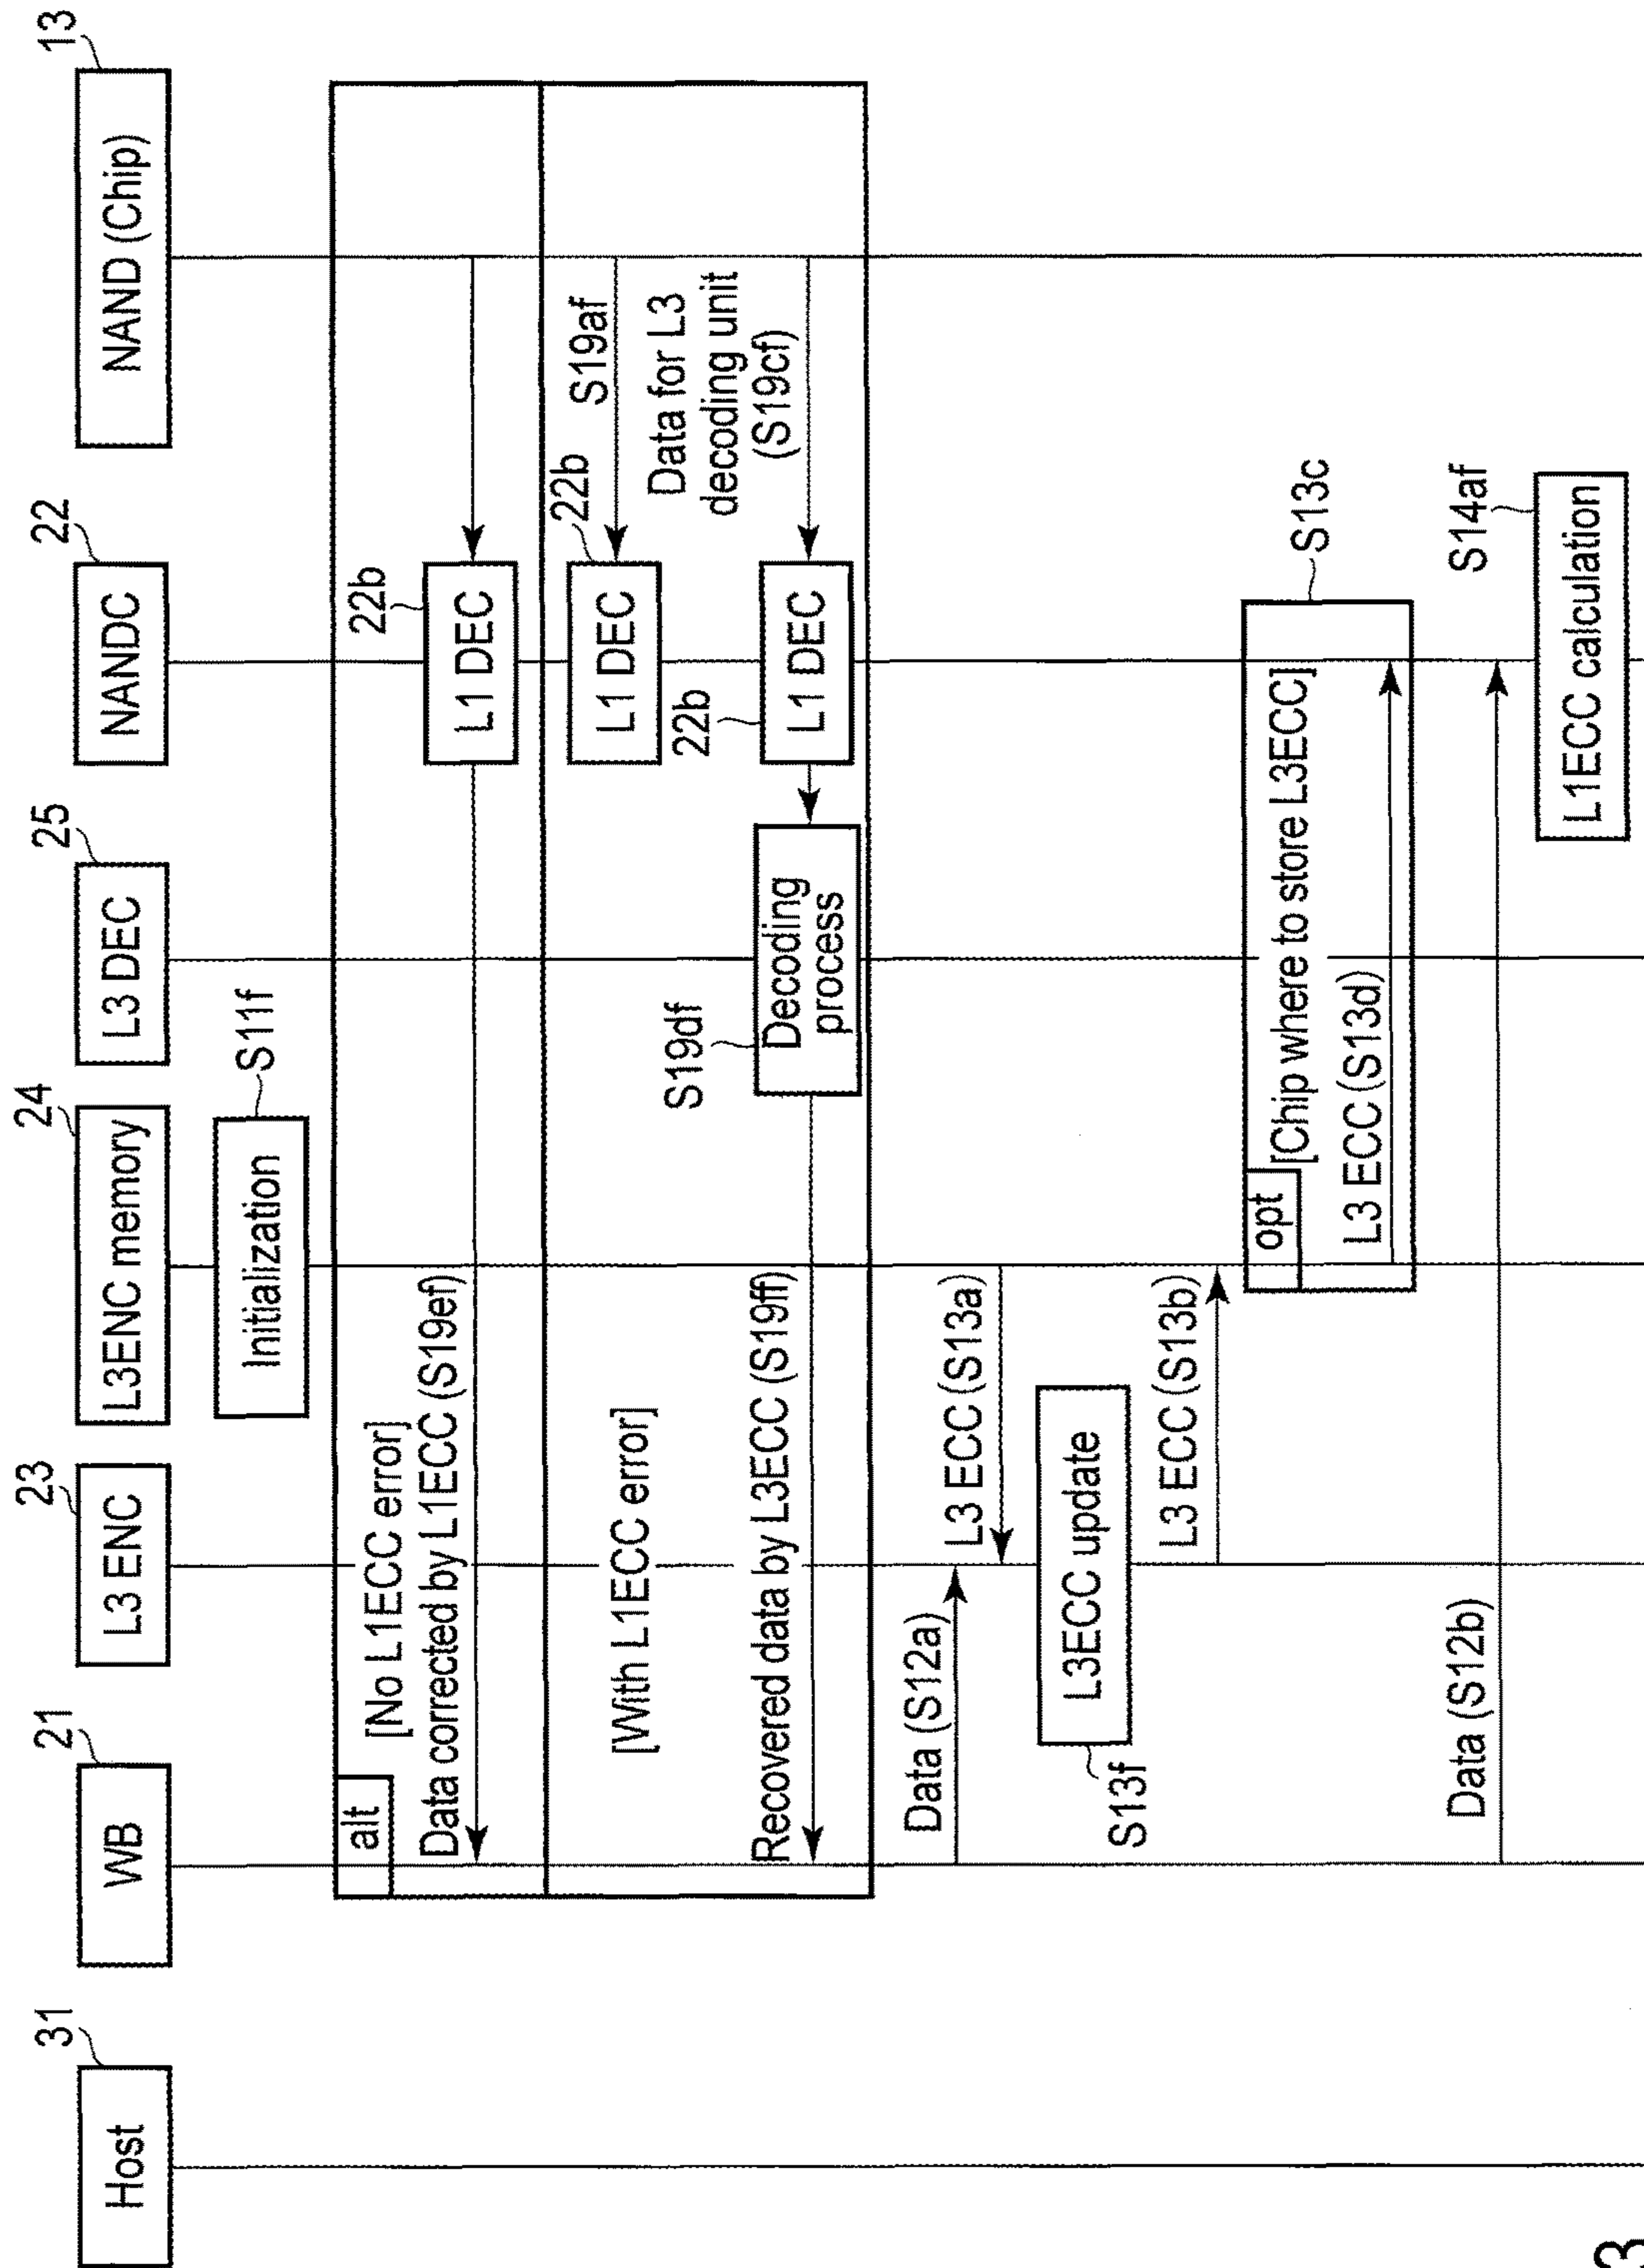 31
Host
21
WB
23
L3 ENC
24
L3ENC memory
25
L3 DEC
22
NANDC
13
NAND (Chip)
Initialization
S11f
alt
[No L1ECC error]
Data corrected by L1ECC (S19ef)
22b
L1 DEC
[With L1ECC error]
22b
L1 DEC
S19af
Data for L3
decoding unit
(S19cf)
22b
L1 DEC
S19df
Decoding
process
Recovered data by L3ECC (S19ff)
Data (S12a)
L3 ECC (S13a)
L3ECC update
S13f
L3 ECC (S13b)
opt
[Chip where to store L3ECC]
S13c
L3 ECC (S13d)
Data (S12b)
S14af
L1ECC calculation
3